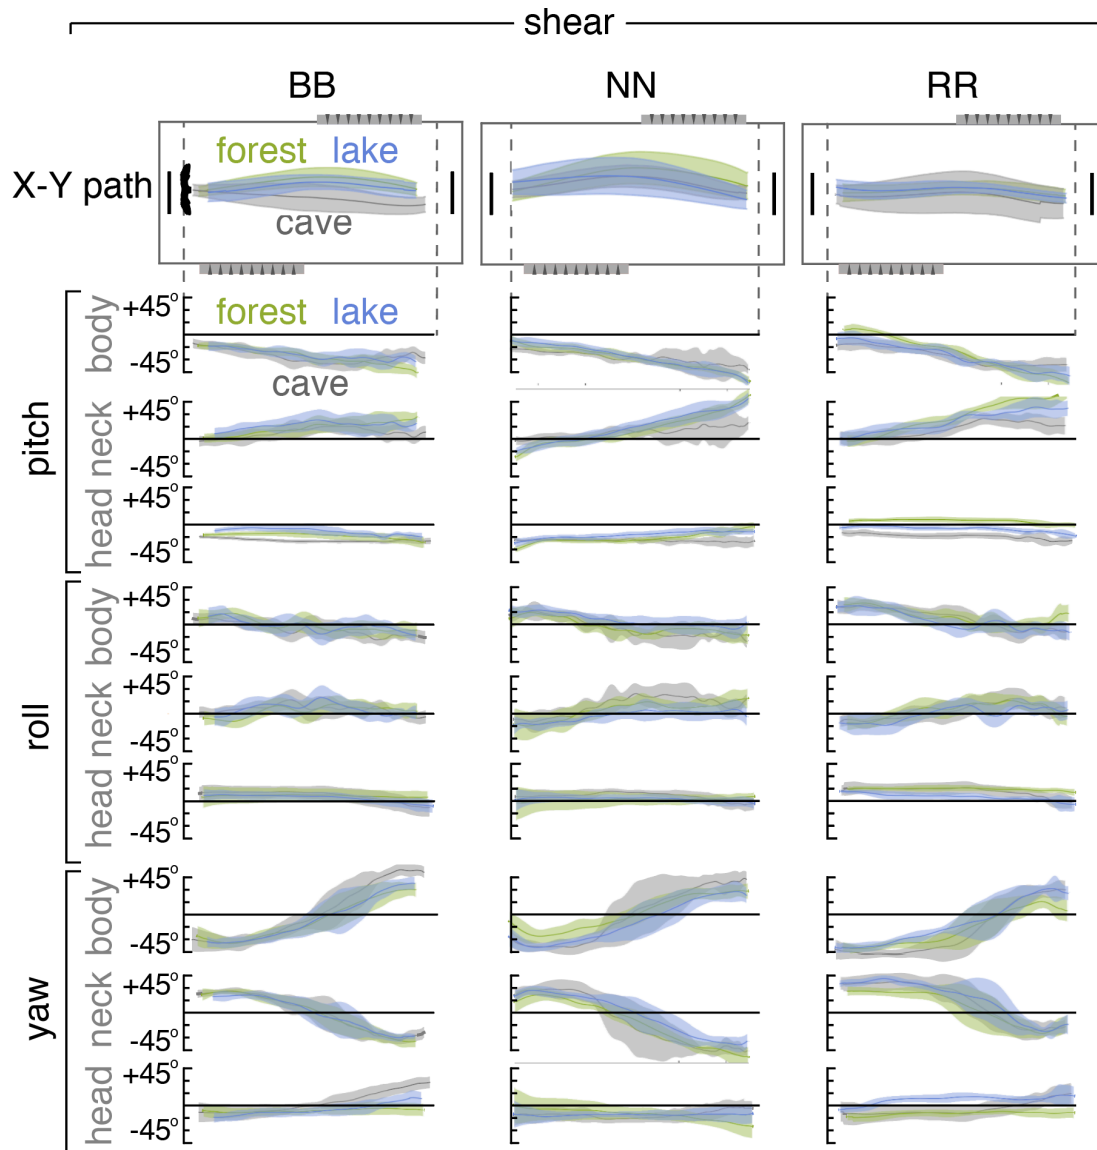 shear
BB NN RR
X-Y path
forest lake
cave
pitch
body
+45°
-45°
forest lake
cave
neck
+45°
-45°
head
+45°
-45°
roll
body
+45°
-45°
neck
+45°
-45°
head
+45°
-45°
yaw
body
+45°
-45°
neck
+45°
-45°
head
+45°
-45°